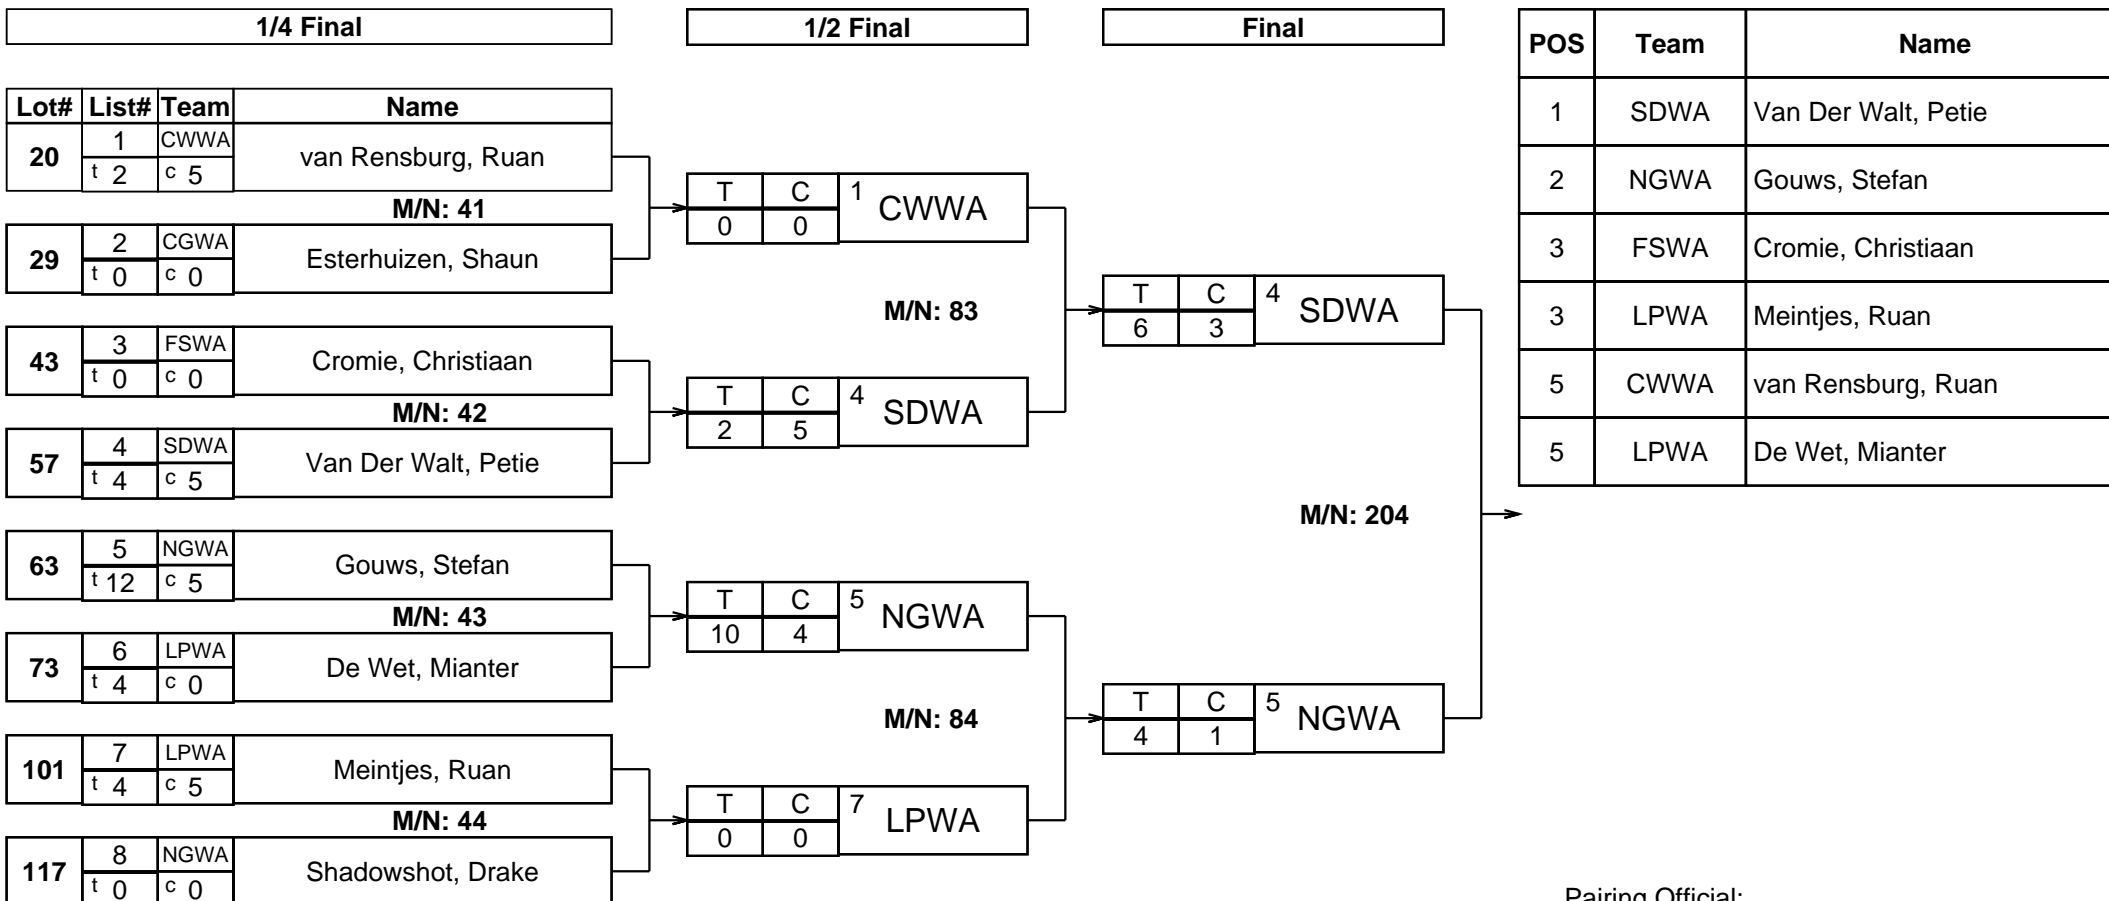 1/4 Final
1/2 Final
Final
Lot# List# Team Name
20 1 CWWA van Rensburg, Ruan
t 2 c 5
M/N: 41
29 2 CGWA Esterhuizen, Shaun
t 0 c 0
43 3 FSWA Cromie, Christiaan
t 0 c 0
M/N: 42
57 4 SDWA Van Der Walt, Petie
t 4 c 5
63 5 NGWA Gouws, Stefan
t 12 c 5
M/N: 43
73 6 LPWA De Wet, Mianter
t 4 c 0
101 7 LPWA Meintjes, Ruan
t 4 c 5
M/N: 44
117 8 NGWA Shadowshot, Drake
t 0 c 0
T C 1 CWWA
0 0
M/N: 83
T C 4 SDWA
2 5
T C 5 NGWA
10 4
M/N: 84
T C 7 LPWA
0 0
T C 4 SDWA
6 3
M/N: 204
T C 5 NGWA
4 1
POS Team Name
1 SDWA Van Der Walt, Petie
2 NGWA Gouws, Stefan
3 FSWA Cromie, Christiaan
3 LPWA Meintjes, Ruan
5 CWWA van Rensburg, Ruan
5 LPWA De Wet, Mianter
Pairing Official: